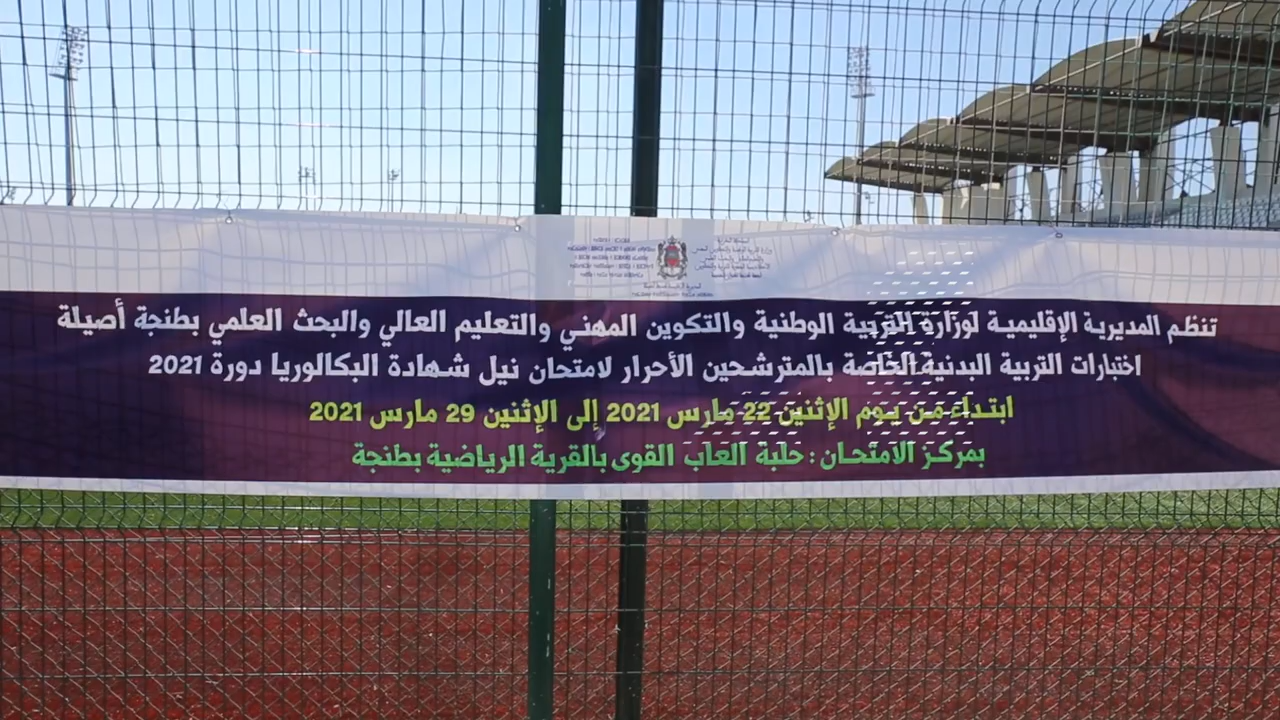 تنظم المديرية الإقليمية لوزارة التربية الوطنية والتكوين المهني والتعليم العالي والبحث العلمي بطنجة أصيلة
اختبارات التربية البدنية الخاصة بالمترشحين الأحرار لامتحان نيل شهادة البكالوريا دورة 2021
ابتداء من يوم الإثنين 22 مارس 2021 إلى الإثنين 29 مارس 2021
بمركز الامتحان : حلبة ألعاب القوى بالقرية الرياضية بطنجة